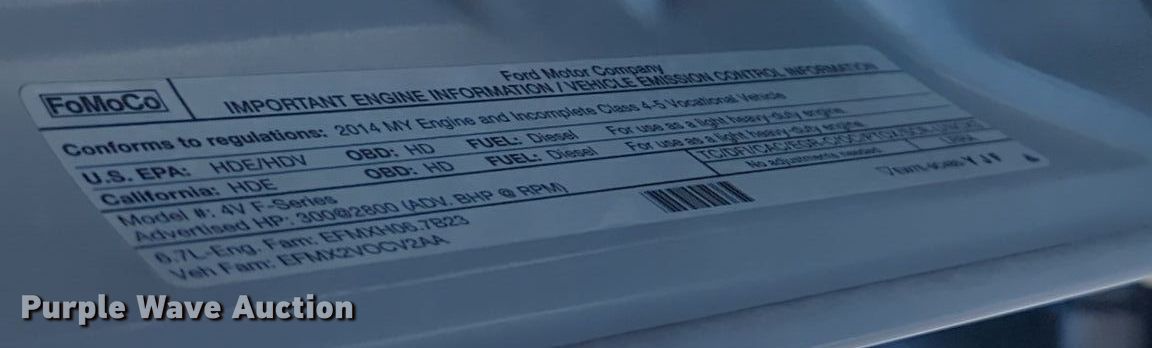 FoMoCo
Ford Motor Company
IMPORTANT ENGINE INFORMATION / VEHICLE EMISSION CONTROL INFORMATION
Conforms to regulations: 2014 MY Engine and Incomplete Class 4-5 Vocational Vehicle
U.S. EPA: HDE/HDV OBD: HD FUEL: Diesel For use as a light heavy-duty engine
California: HDE OBD: HD FUEL: Diesel For use as a light heavy-duty engine
Model #: 4V F-Series
Advertised HP: 300@2800 (ADV. BHP @ RPM)
No adjustments needed
6.7L-Eng. Fam: EFMXH06.7B23
Veh Fam: EFMX2VOCV2AA
Purple Wave Auction